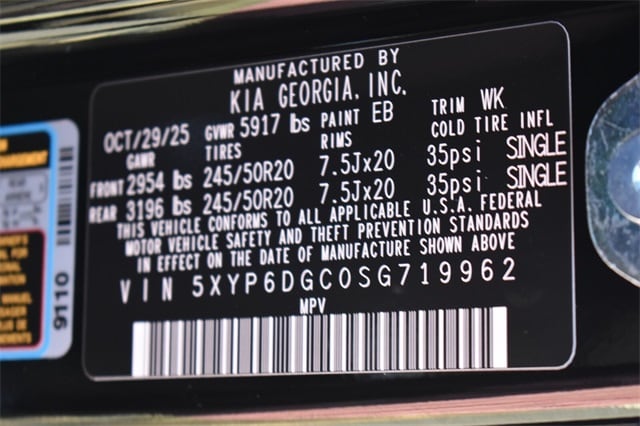 MANUFACTURED BY
KIA GEORGIA, INC.
OCT/29/25 GVWR 5917 lbs PAINT EB TRIM WK
GAWR TIRES RIMS COLD TIRE INFL
FRONT 2954 lbs 245/50R20 7.5Jx20 35psi SINGLE
REAR 3196 lbs 245/50R20 7.5Jx20 35psi SINGLE
THIS VEHICLE CONFORMS TO ALL APPLICABLE U.S.A. FEDERAL
MOTOR VEHICLE SAFETY AND THEFT PREVENTION STANDARDS
IN EFFECT ON THE DATE OF MANUFACTURE SHOWN ABOVE
VIN 5XYP6DGC0SG719962
MPV
9110